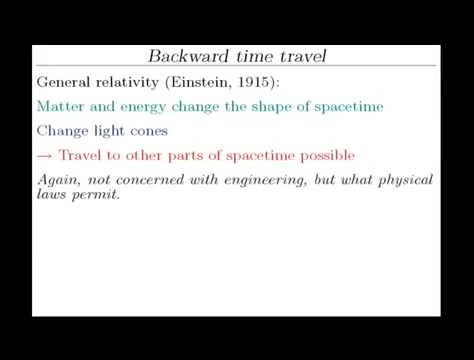 Backward time travel
General relativity (Einstein, 1915):
Matter and energy change the shape of spacetime
Change light cones
→ Travel to other parts of spacetime possible
Again, not concerned with engineering, but what physical
laws permit.